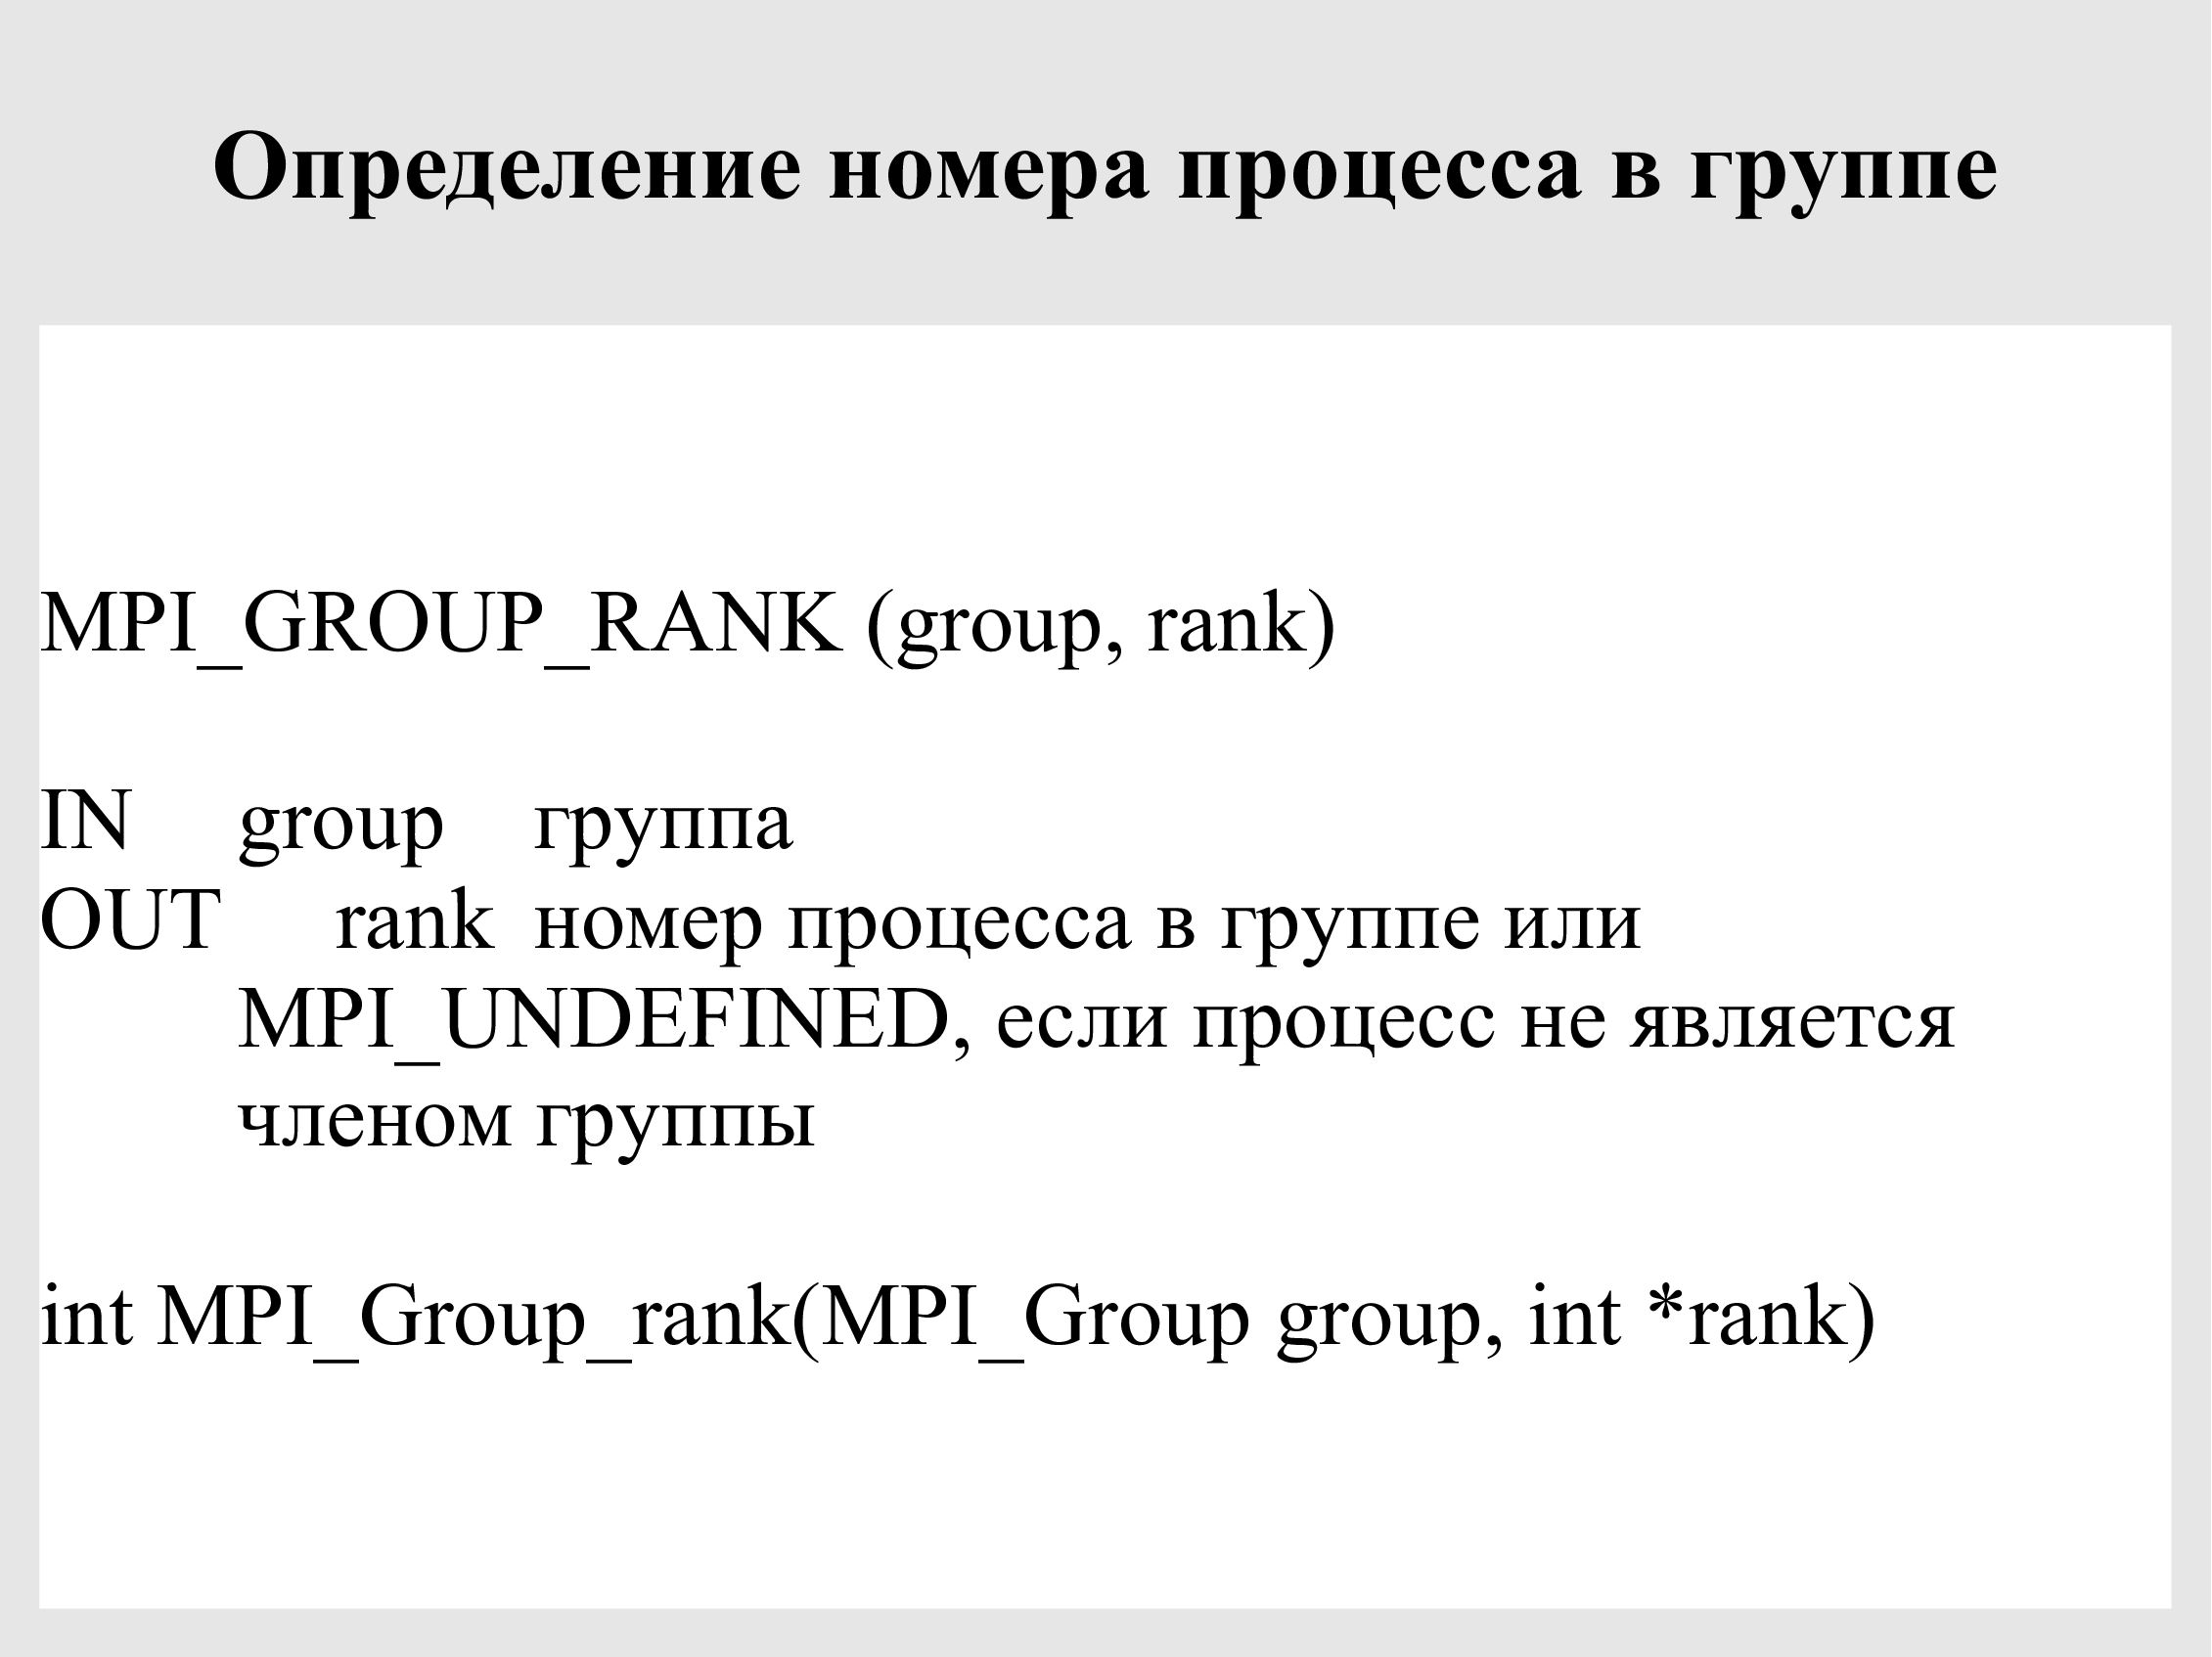 Определение номера процесса в группе
MPI_GROUP_RANK (group, rank)
IN group группа
OUT rank номер процесса в группе или
MPI_UNDEFINED, если процесс не является
членом группы
int MPI_Group_rank(MPI_Group group, int *rank)